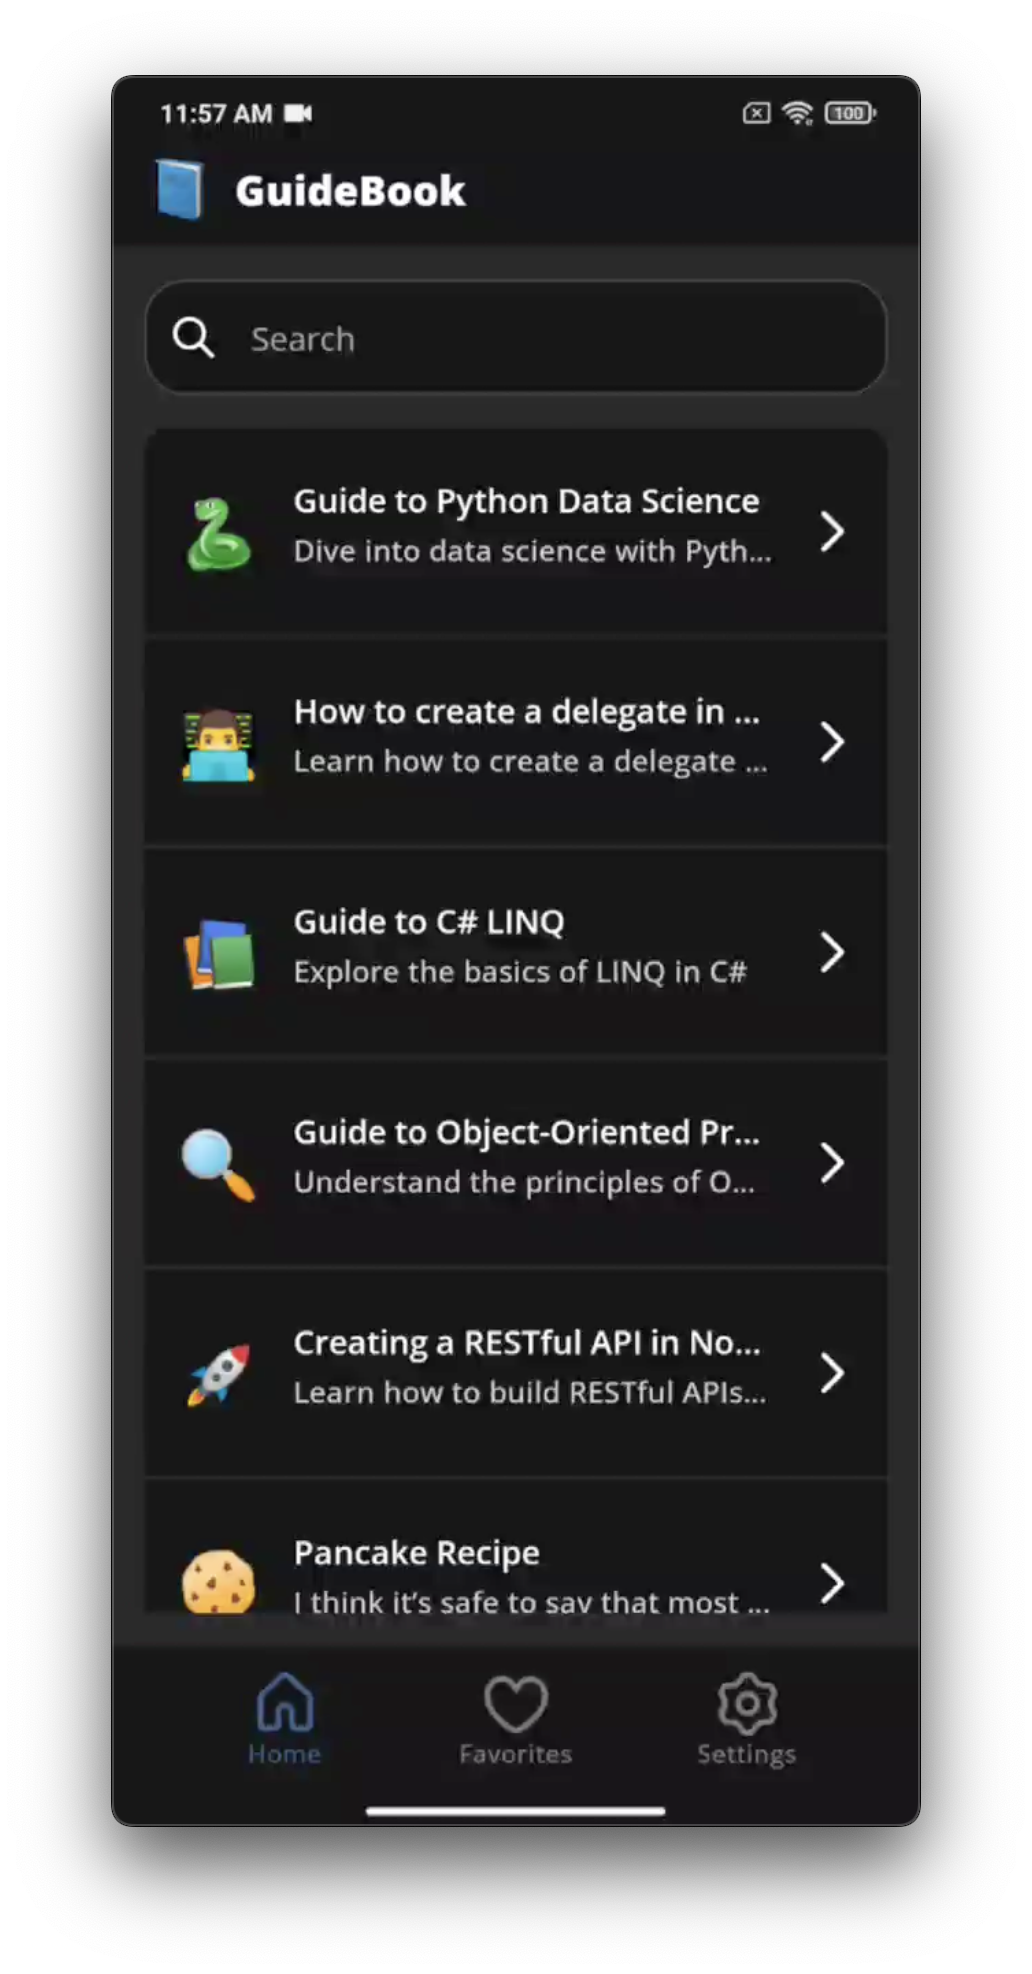 11:57 AM
100
GuideBook
Search
Guide to Python Data Science
Dive into data science with Pyth...
How to create a delegate in ...
Learn how to create a delegate ...
Guide to C# LINQ
Explore the basics of LINQ in C#
Guide to Object-Oriented Pr...
Understand the principles of O...
Creating a RESTful API in No...
Learn how to build RESTful APIs...
Pancake Recipe
I think it’s safe to say that most ...
Home
Favorites
Settings